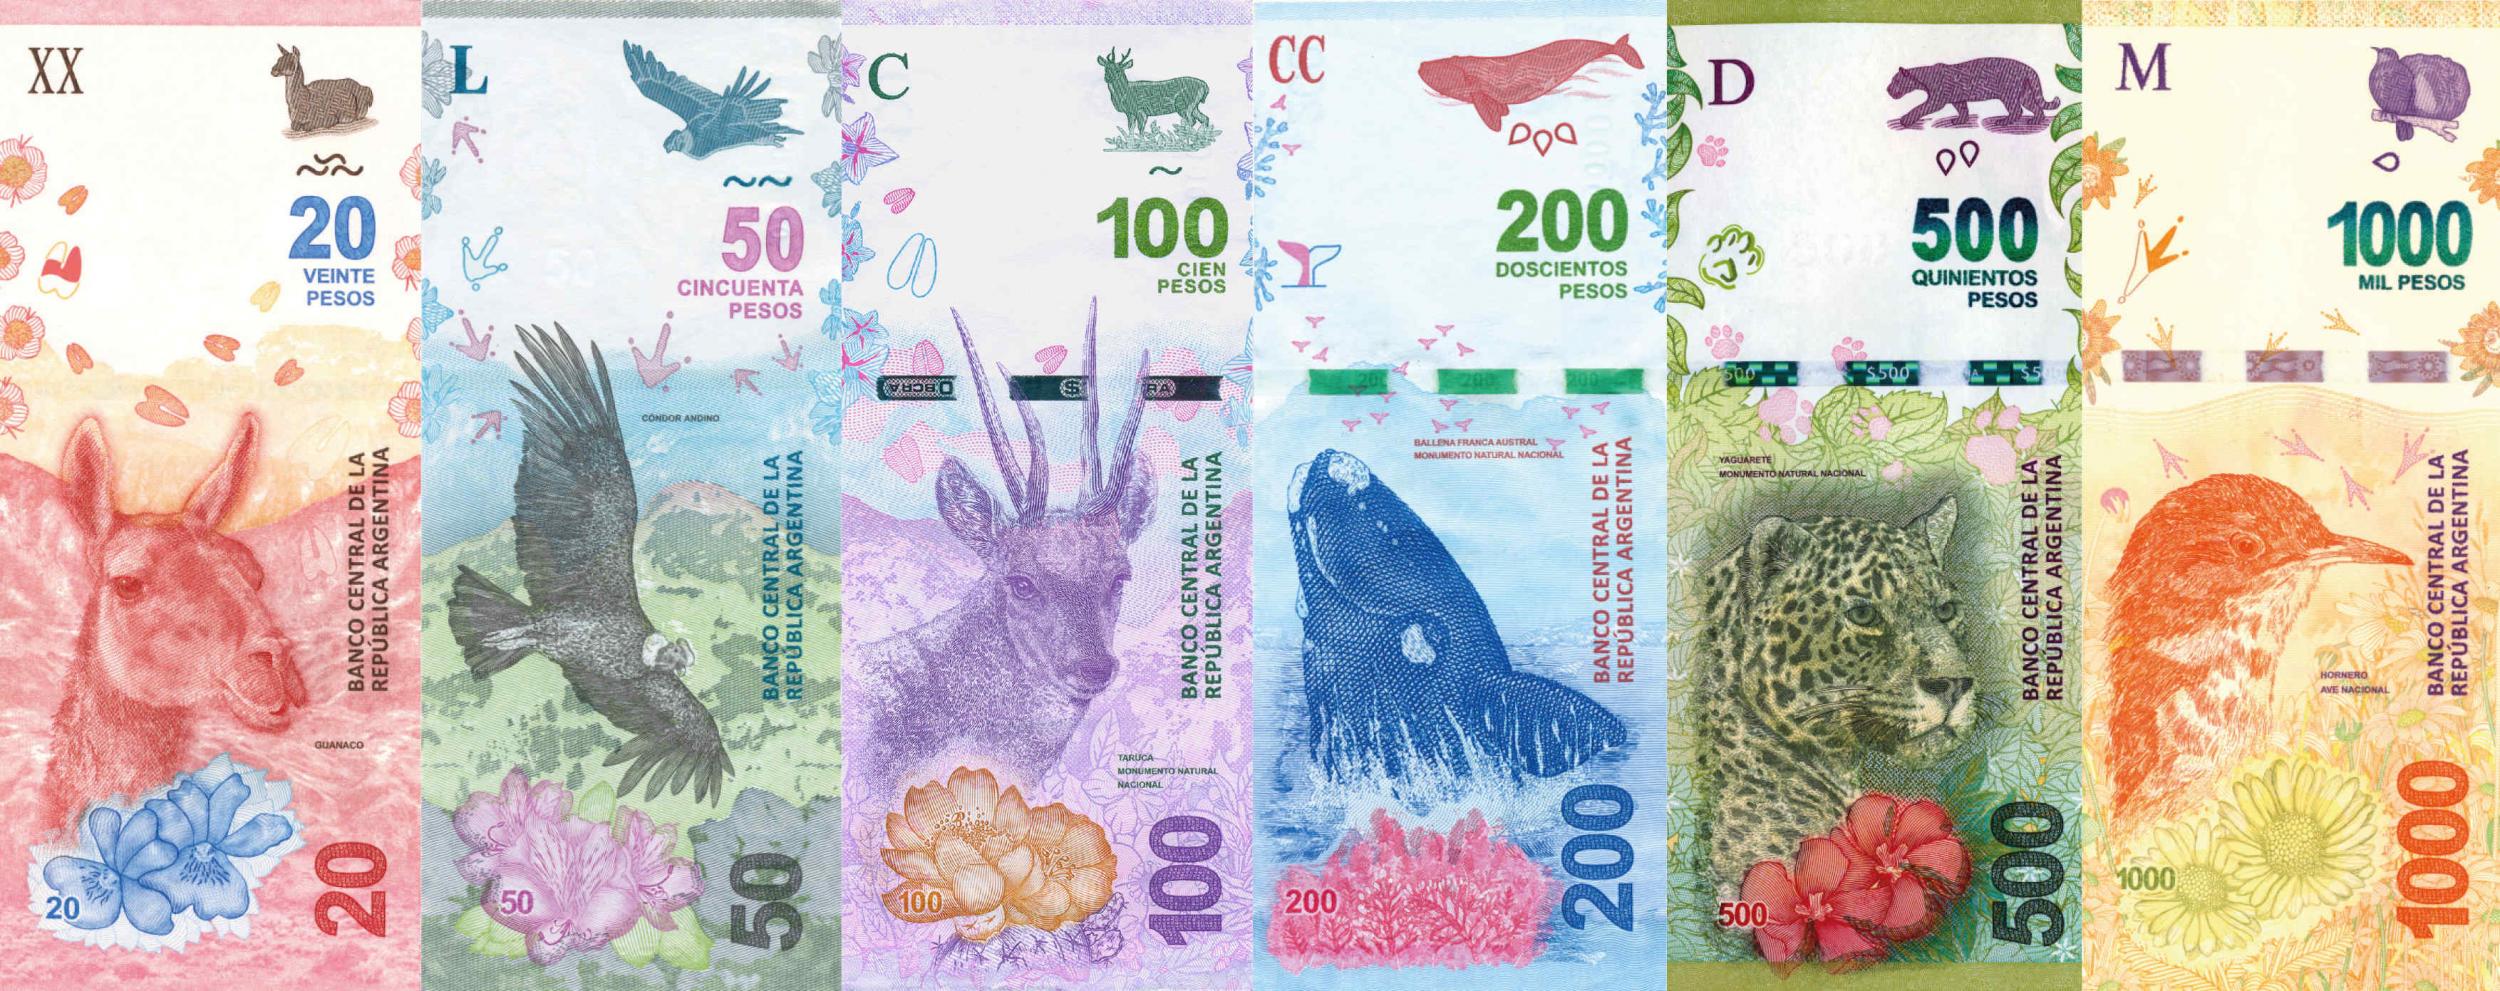 XX
20
VEINTE
PESOS
BANCO CENTRAL DE LA
REPÚBLICA ARGENTINA
GUANACO
20
20
L
50
CINCUENTA
PESOS
CÓNDOR ANDINO
BANCO CENTRAL DE LA
REPÚBLICA ARGENTINA
50
50
C
100
CIEN
PESOS
BANCO CENTRAL DE LA
REPÚBLICA ARGENTINA
TARUCA
MONUMENTO NATURAL
NACIONAL
100
100
CC
200
DOSCIENTOS
PESOS
200
BALLENA FRANCA AUSTRAL
MONUMENTO NATURAL NACIONAL
BANCO CENTRAL DE LA
REPÚBLICA ARGENTINA
200
200
D
500
QUINIENTOS
PESOS
500 $500
YAGUARETÉ
MONUMENTO NATURAL NACIONAL
BANCO CENTRAL DE LA
REPÚBLICA ARGENTINA
500
500
M
1000
MIL PESOS
BANCO CENTRAL DE LA
REPÚBLICA ARGENTINA
HORNERO
AVE NACIONAL
1000
1000